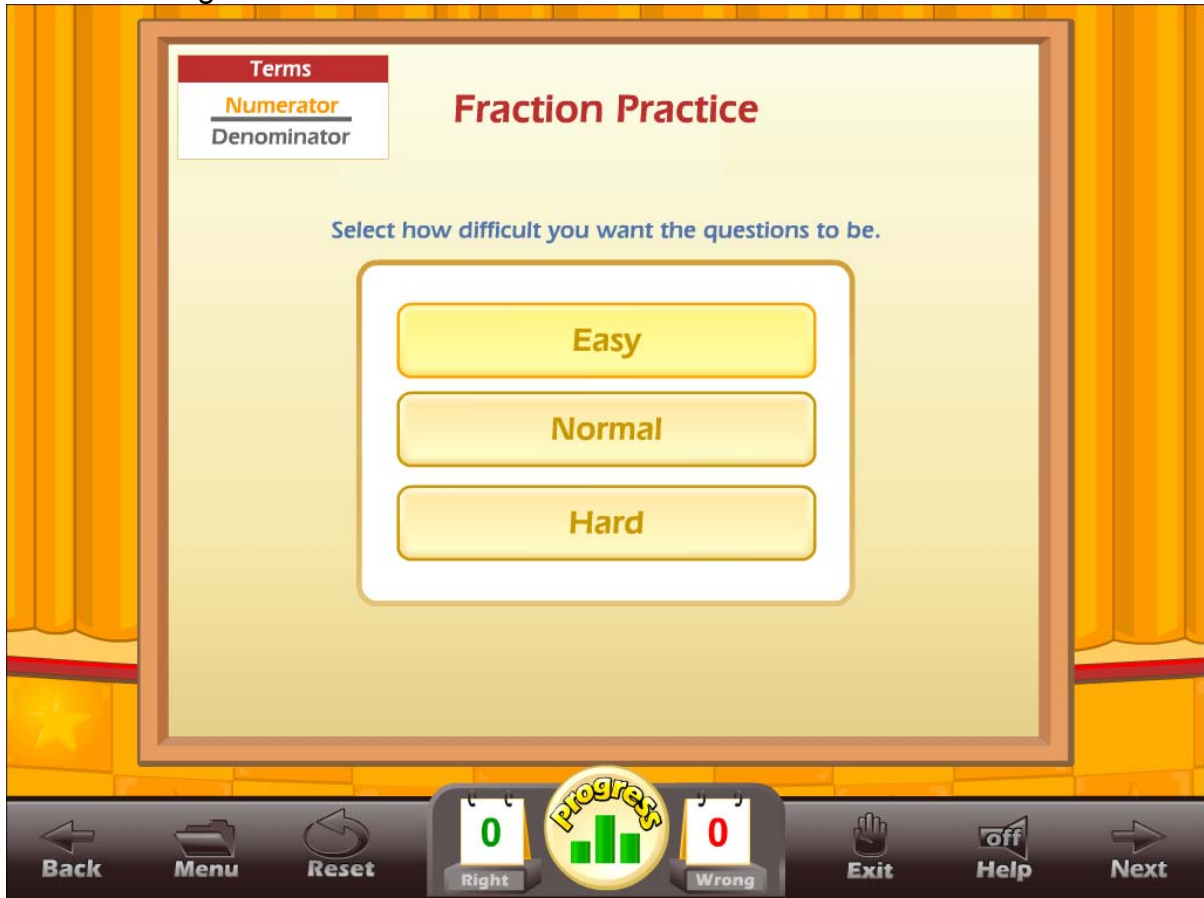 Terms
Numerator
Denominator
Fraction Practice
Select how difficult you want the questions to be.
Easy
Normal
Hard
Back
Menu
Reset
0
Right
progress
0
Wrong
Exit
off
Help
Next